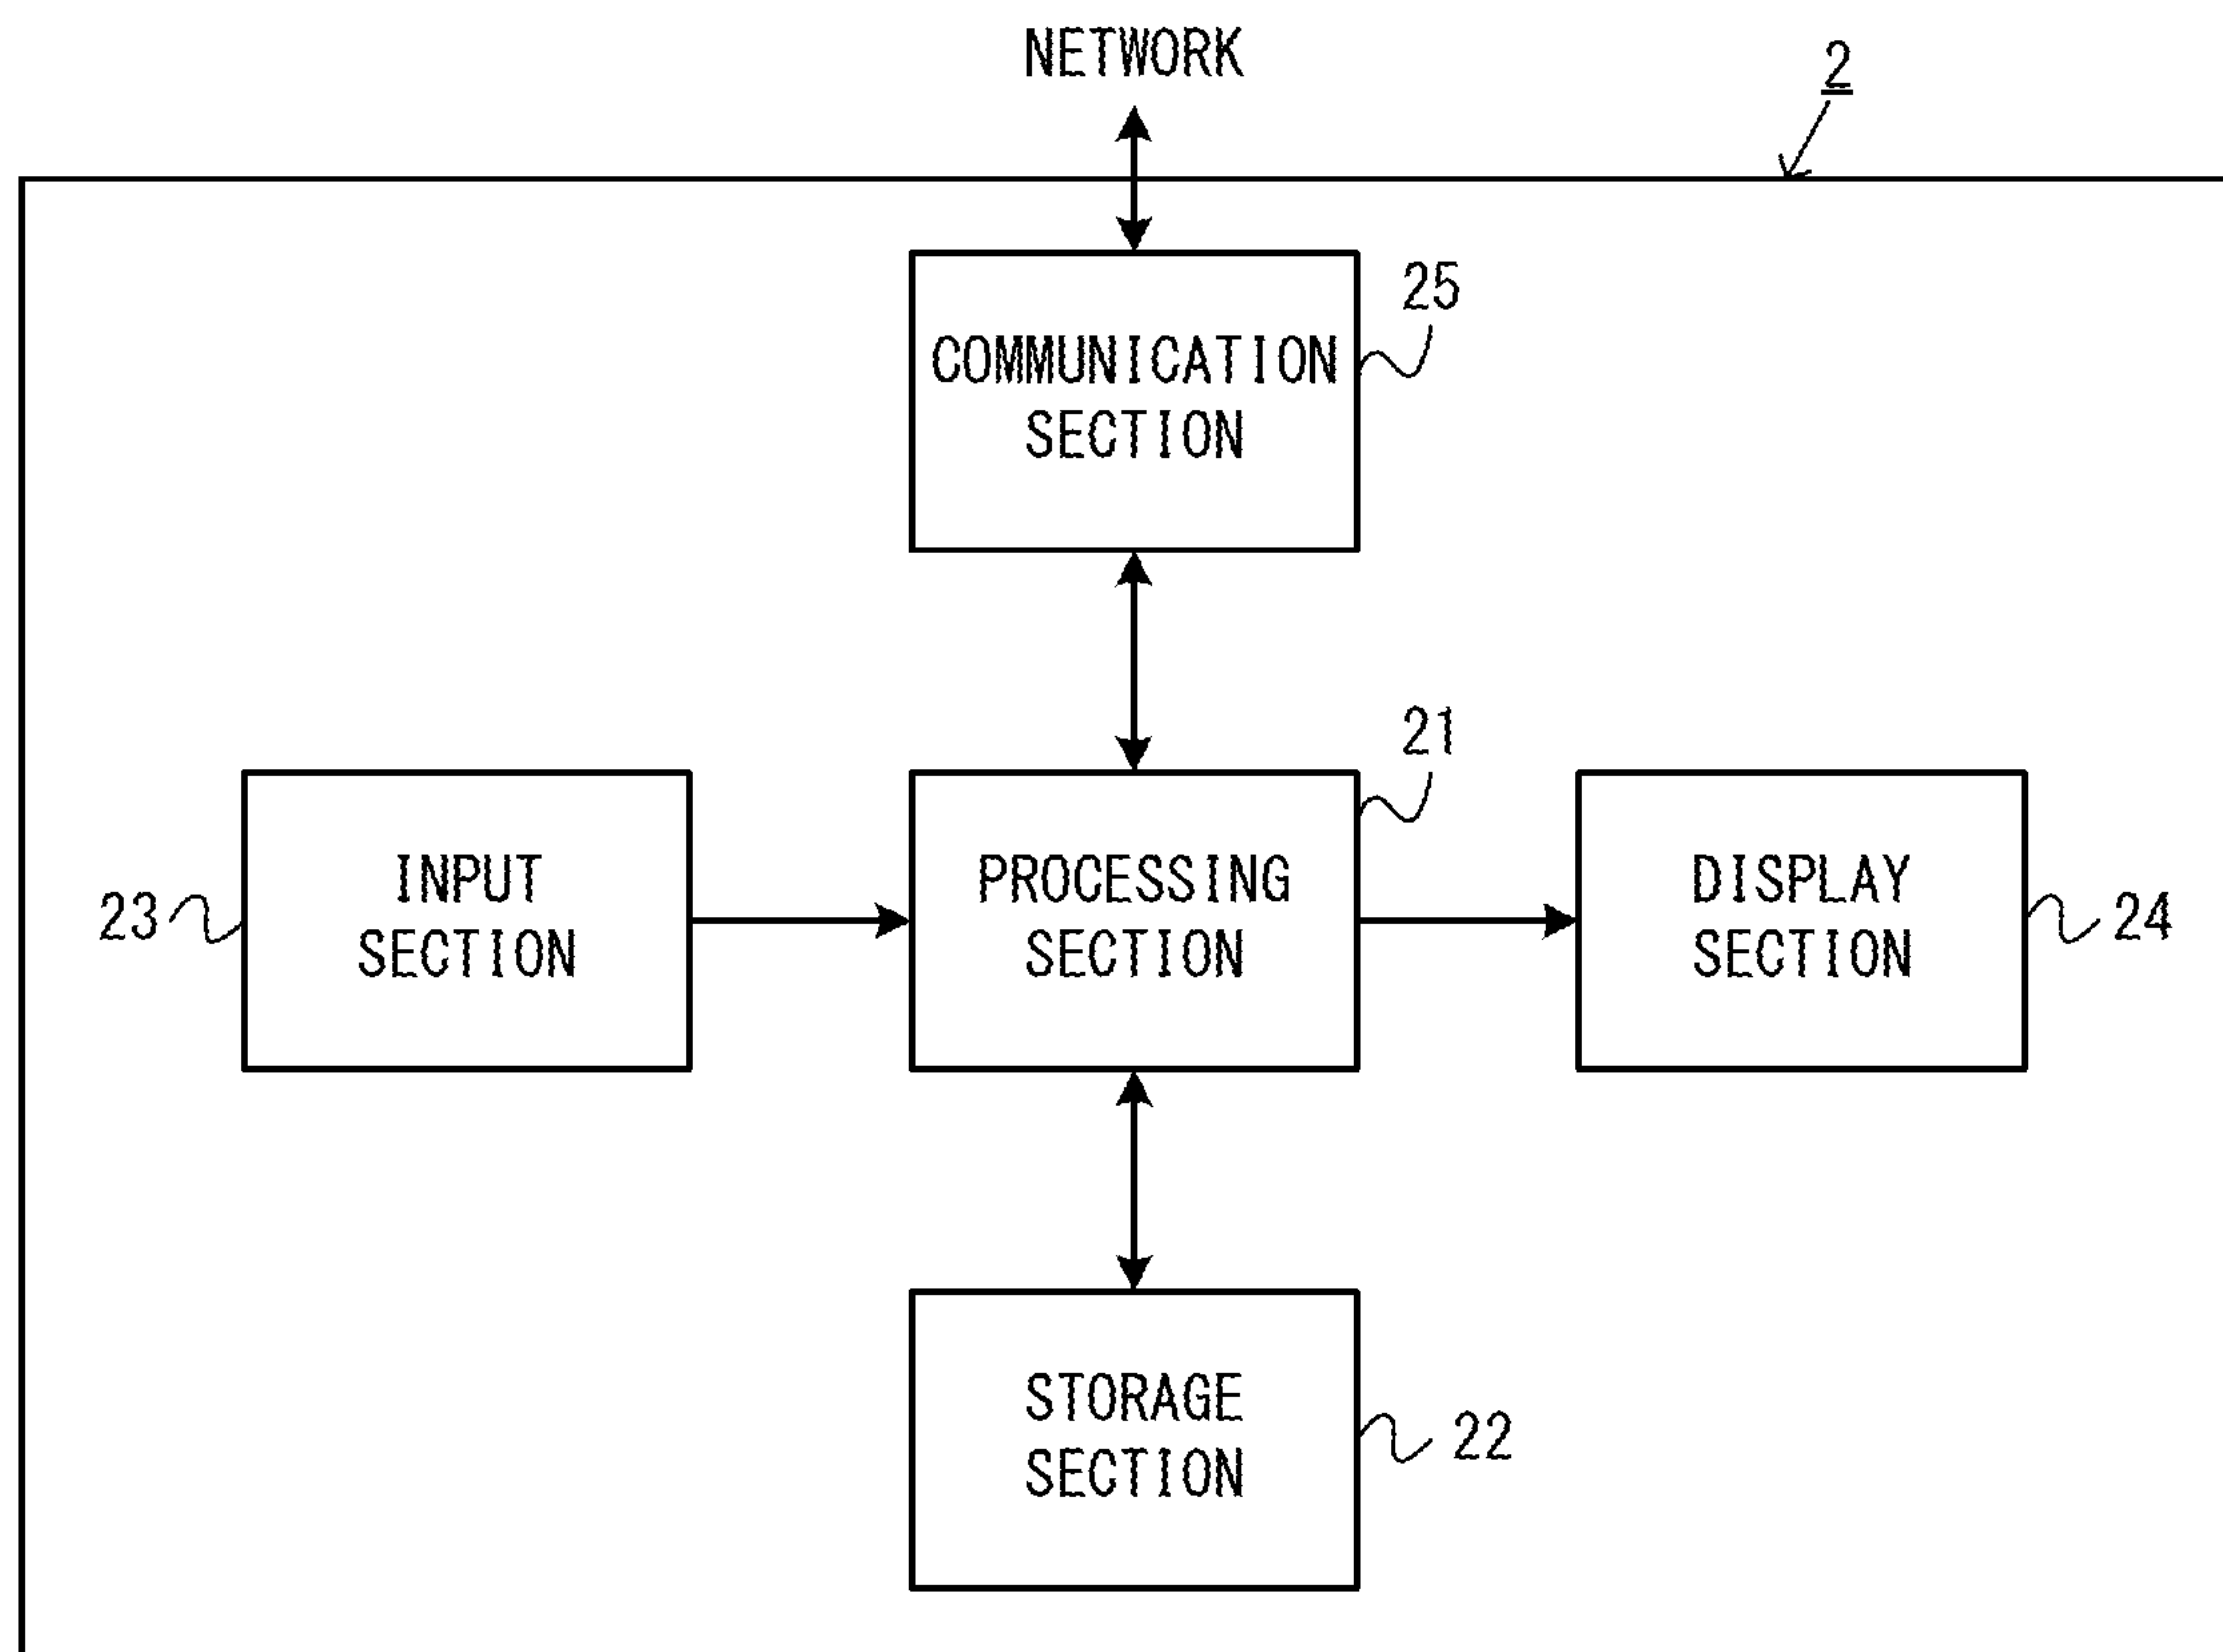 NETWORK
2
25
COMMUNICATION
SECTION
21
INPUT
SECTION
23
PROCESSING
SECTION
DISPLAY
SECTION
24
STORAGE
SECTION
22